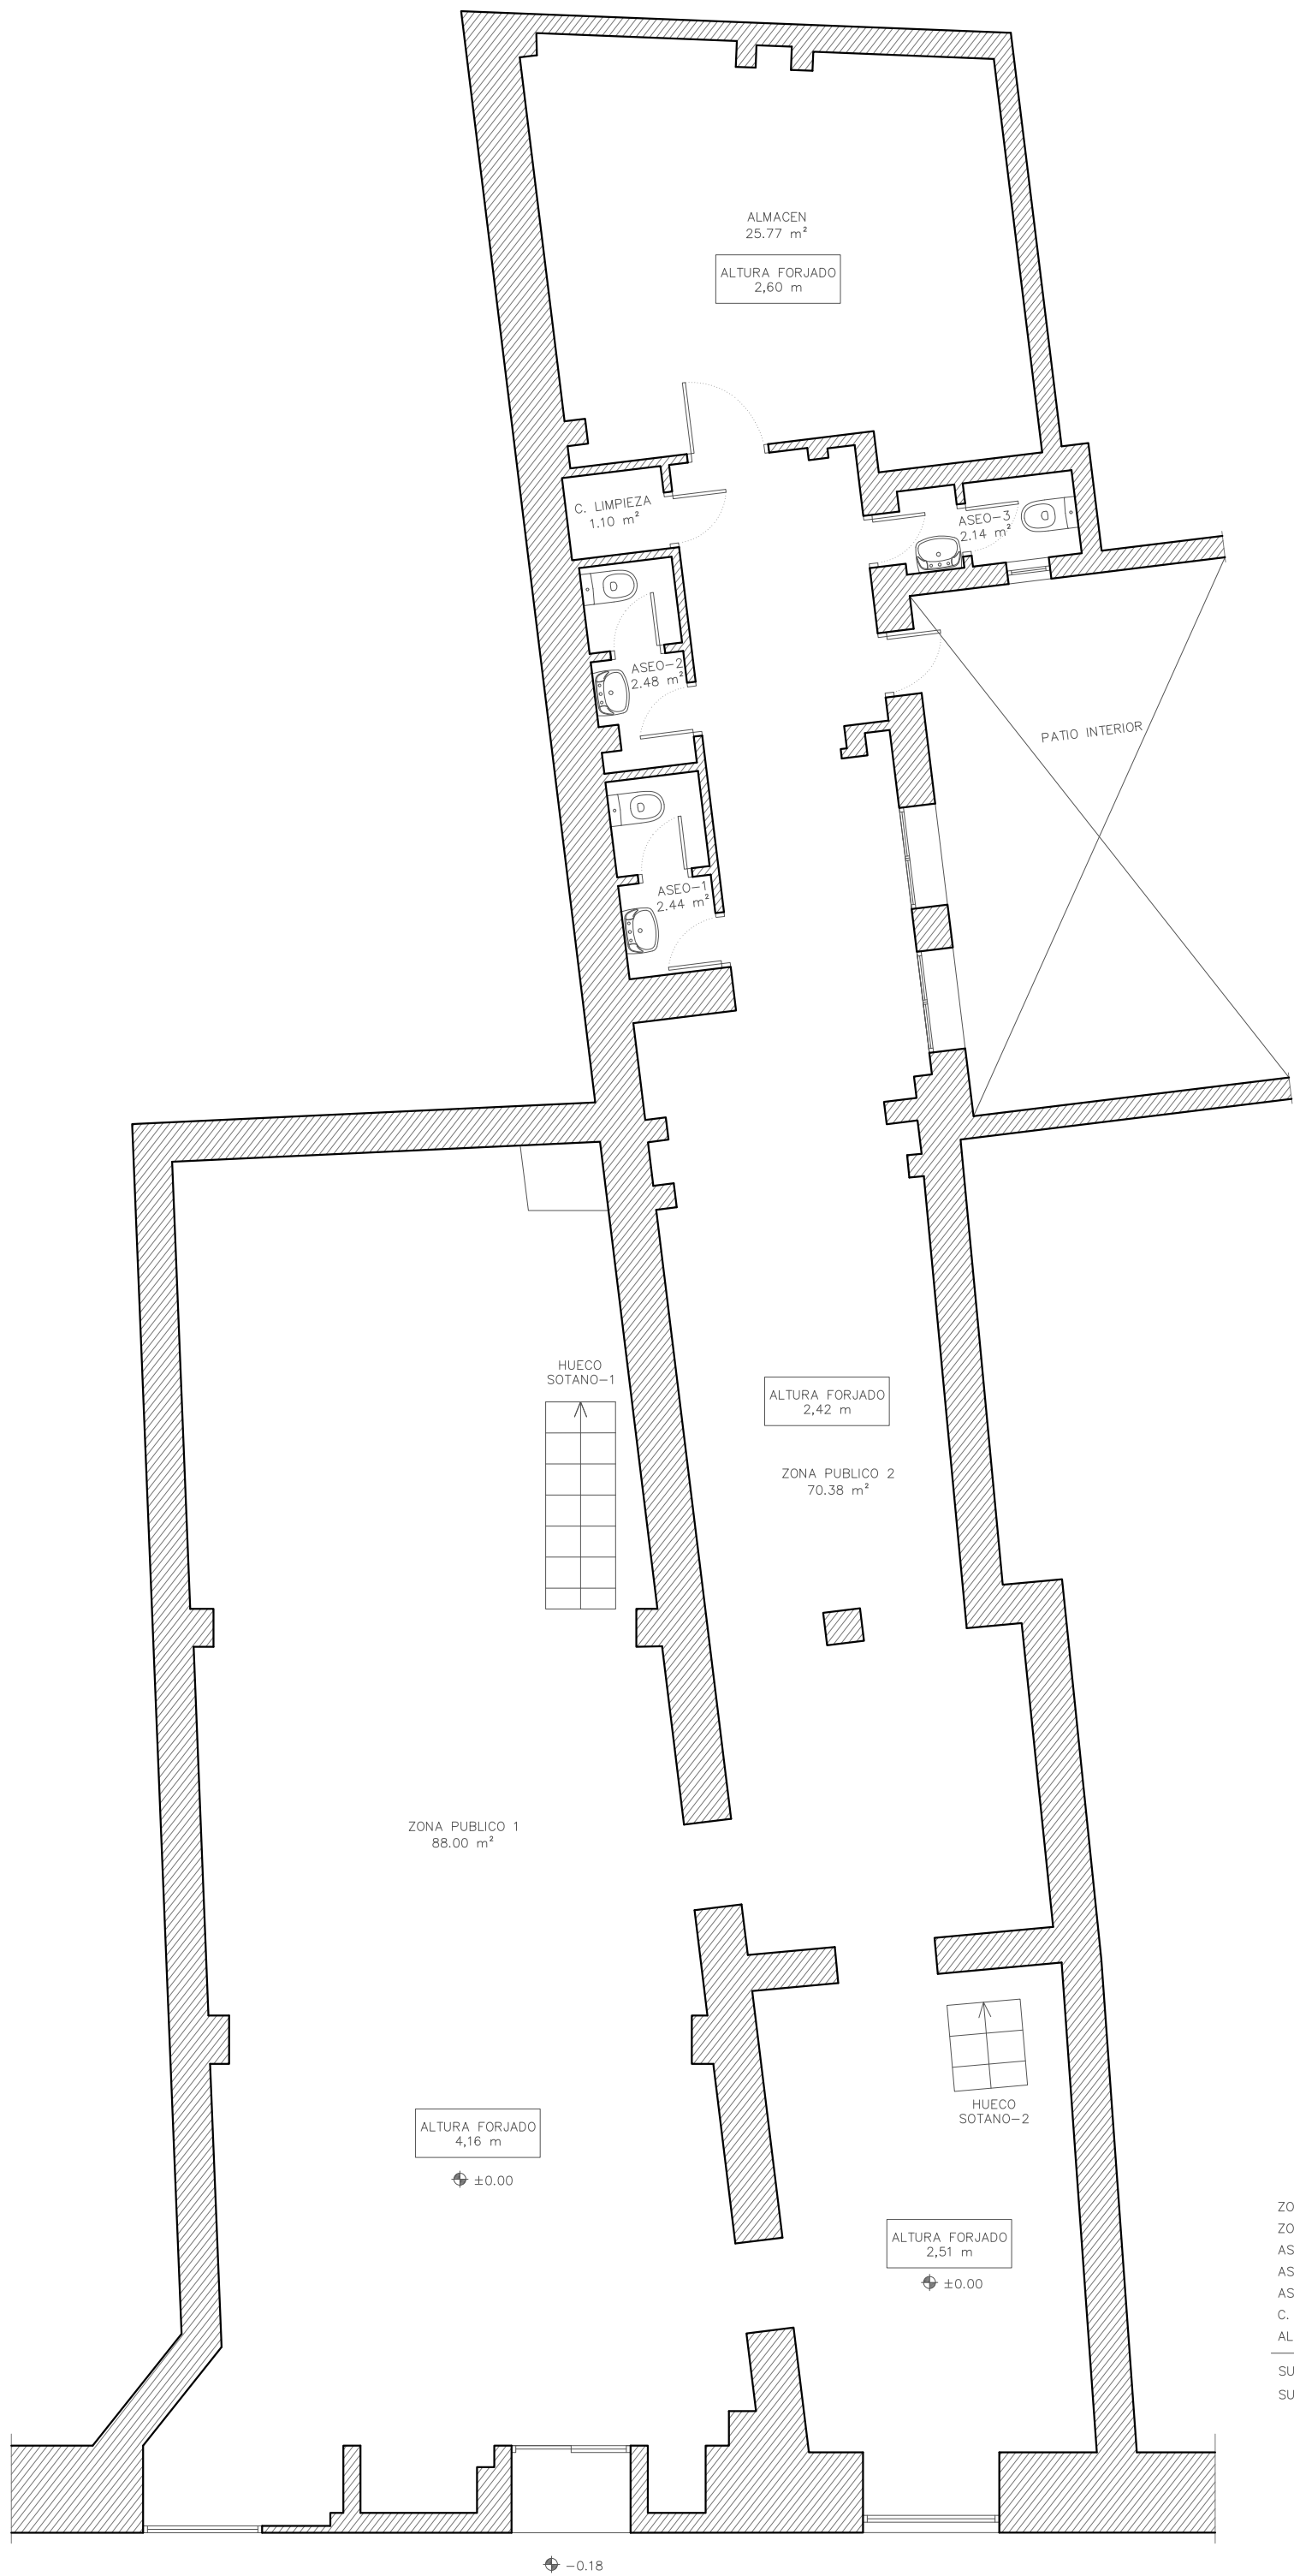 ALMACEN
25.77 m²
ALTURA FORJADO
2,60 m
C. LIMPIEZA
1.10 m²
ASEO-3
2.14 m²
ASEO-2
2.48 m²
PATIO INTERIOR
ASEO-1
2.44 m²
HUECO
SOTANO-1
ALTURA FORJADO
2,42 m
ZONA PUBLICO 2
70.38 m²
ZONA PUBLICO 1
88.00 m²
HUECO
SOTANO-2
ALTURA FORJADO
4,16 m
±0.00
ALTURA FORJADO
2,51 m
±0.00
ZO
ZO
AS
AS
AS
C.
AL
SU
SU
-0.18